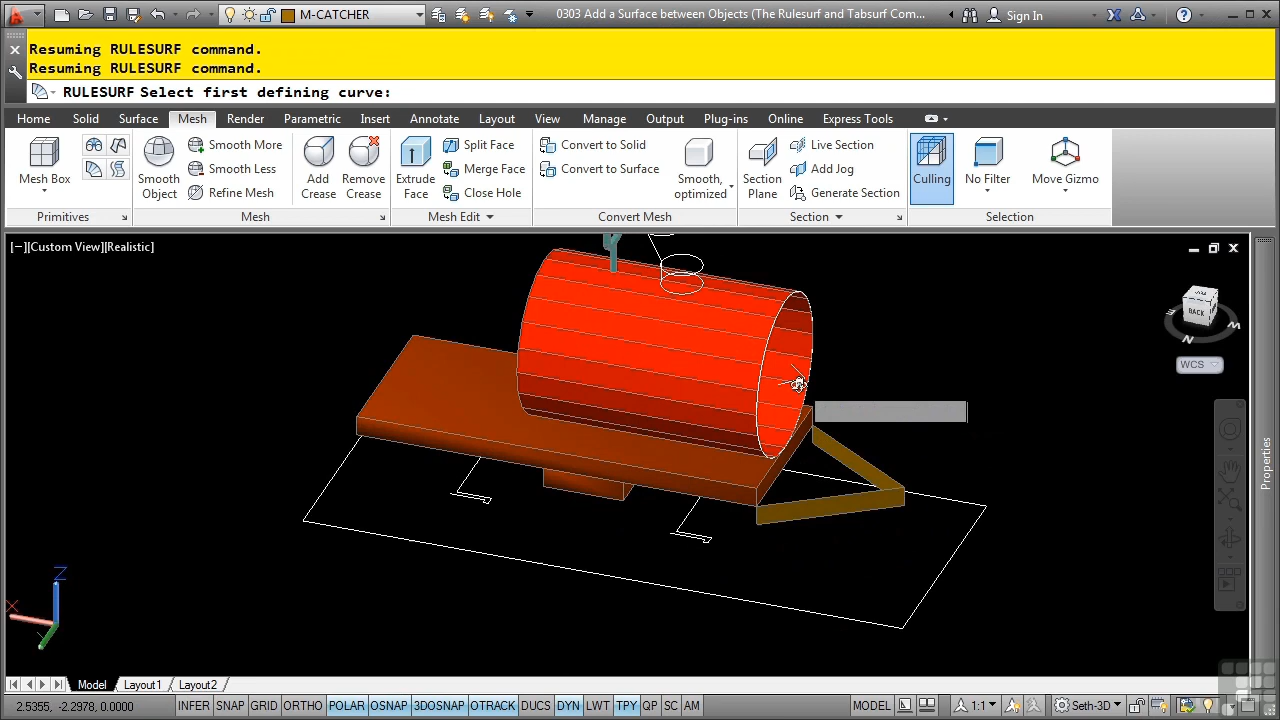 M-CATCHER
0303 Add a Surface between Objects (The Rulesurf and Tabsurf Com...
Sign In
Resuming RULESURF command.
Resuming RULESURF command.
RULESURF Select first defining curve:
Home Solid Surface Mesh Render Parametric Insert Annotate Layout View Manage Output Plug-ins Online Express Tools
Mesh Box
Smooth Object
Smooth More
Smooth Less
Refine Mesh
Add Crease
Remove Crease
Extrude Face
Split Face
Merge Face
Close Hole
Convert to Solid
Convert to Surface
Smooth, optimized
Section Plane
Live Section
Add Jog
Generate Section
Culling
No Filter
Move Gizmo
Primitives Mesh Mesh Edit Convert Mesh Section Selection
[−][Custom View][Realistic]
BACK
N
WCS
Properties
Z
X
Model Layout1 Layout2
2.5355, -2.2978, 0.0000 INFER SNAP GRID ORTHO POLAR OSNAP 3DOSNAP OTRACK DUCS DYN LWT TPY QP SC AM MODEL 1:1 Seth-3D